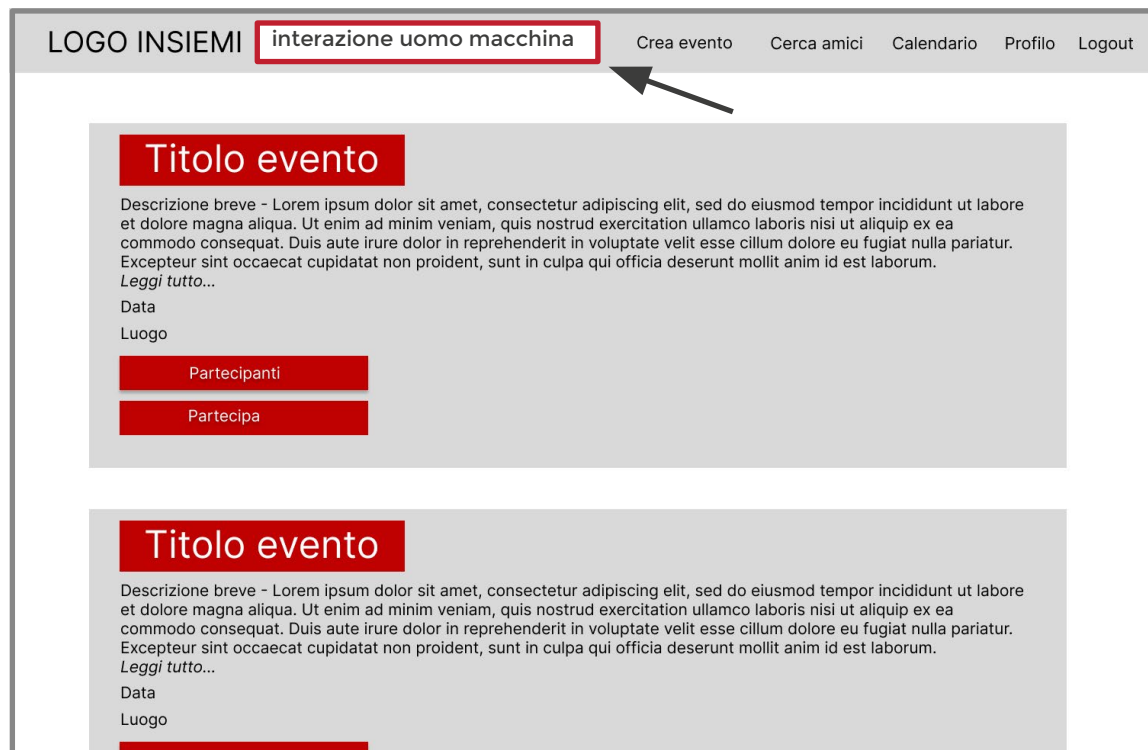 LOGO INSIEMI interazione uomo macchina Crea evento Cerca amici Calendario Profilo Logout
Titolo evento
Descrizione breve - Lorem ipsum dolor sit amet, consectetur adipiscing elit, sed do eiusmod tempor incididunt ut labore
et dolore magna aliqua. Ut enim ad minim veniam, quis nostrud exercitation ullamco laboris nisi ut aliquip ex ea
commodo consequat. Duis aute irure dolor in reprehenderit in voluptate velit esse cillum dolore eu fugiat nulla pariatur.
Excepteur sint occaecat cupidatat non proident, sunt in culpa qui officia deserunt mollit anim id est laborum.
Leggi tutto...
Data
Luogo
Partecipanti
Partecipa
Titolo evento
Descrizione breve - Lorem ipsum dolor sit amet, consectetur adipiscing elit, sed do eiusmod tempor incididunt ut labore
et dolore magna aliqua. Ut enim ad minim veniam, quis nostrud exercitation ullamco laboris nisi ut aliquip ex ea
commodo consequat. Duis aute irure dolor in reprehenderit in voluptate velit esse cillum dolore eu fugiat nulla pariatur.
Excepteur sint occaecat cupidatat non proident, sunt in culpa qui officia deserunt mollit anim id est laborum.
Leggi tutto...
Data
Luogo